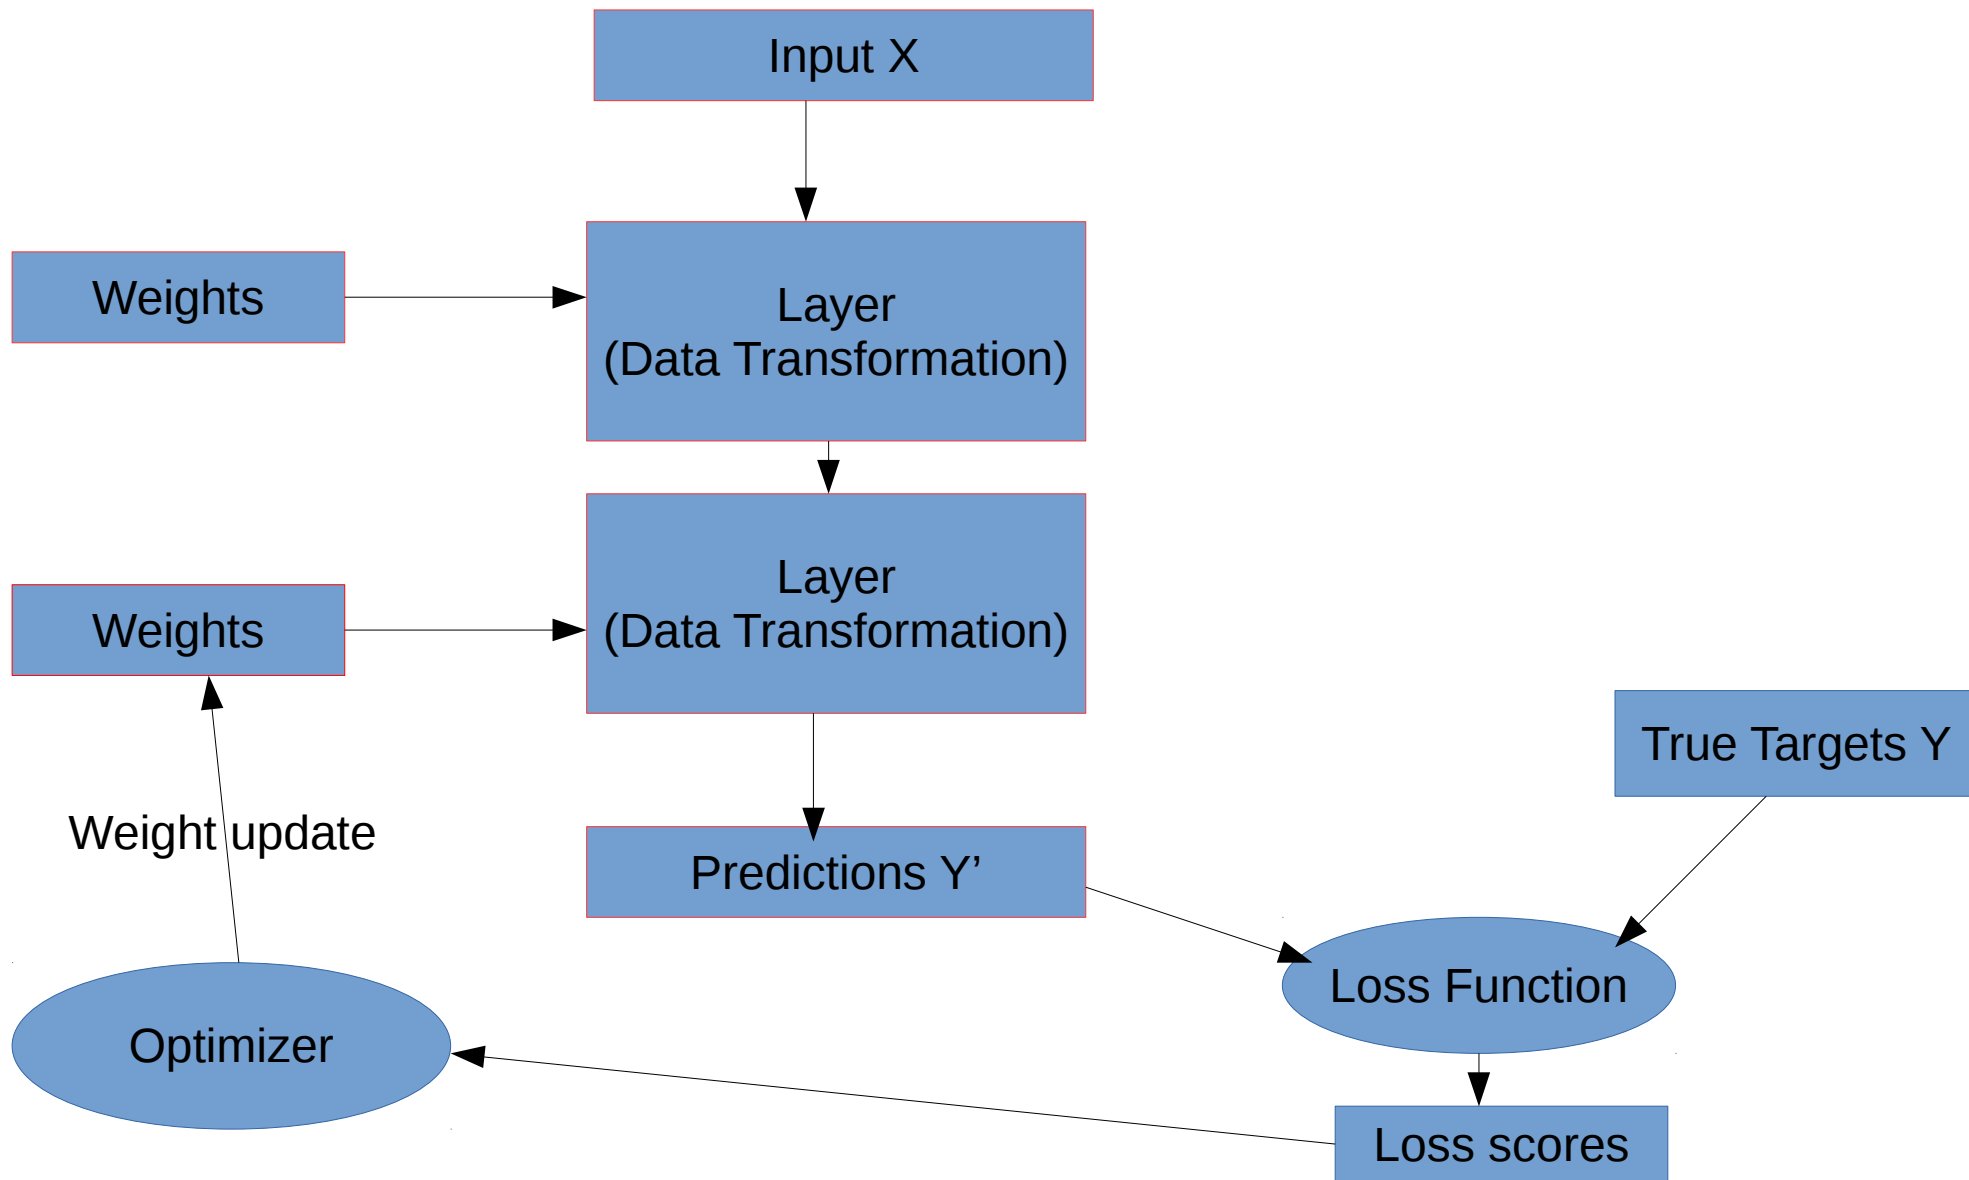 Input X
Weights
Layer
(Data Transformation)
Weights
Layer
(Data Transformation)
True Targets Y
Weight update
Predictions Y’
Loss Function
Optimizer
Loss scores